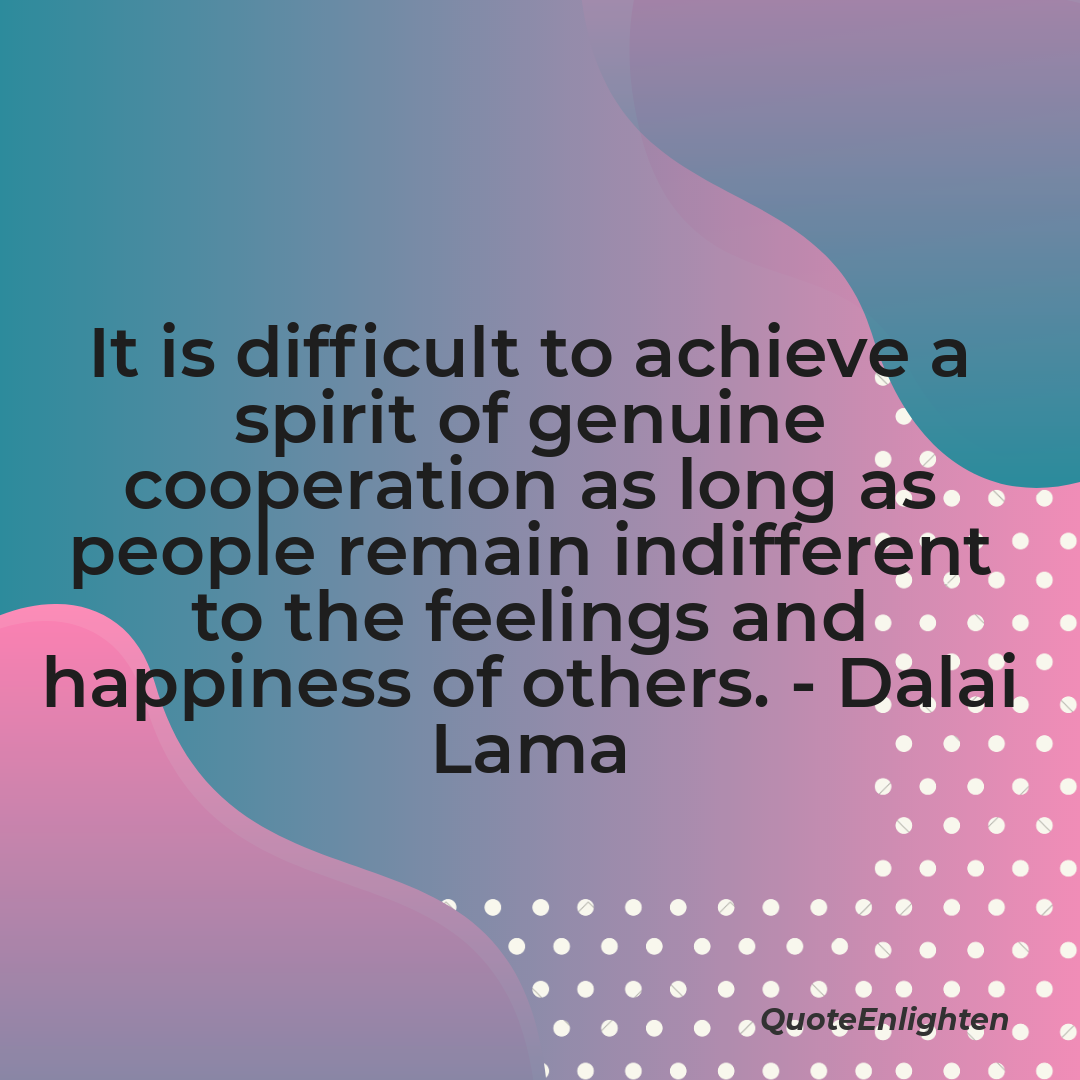 It is difficult to achieve a
spirit of genuine
cooperation as long as
people remain indifferent
to the feelings and
happiness of others. - Dalai
Lama
QuoteEnlighten